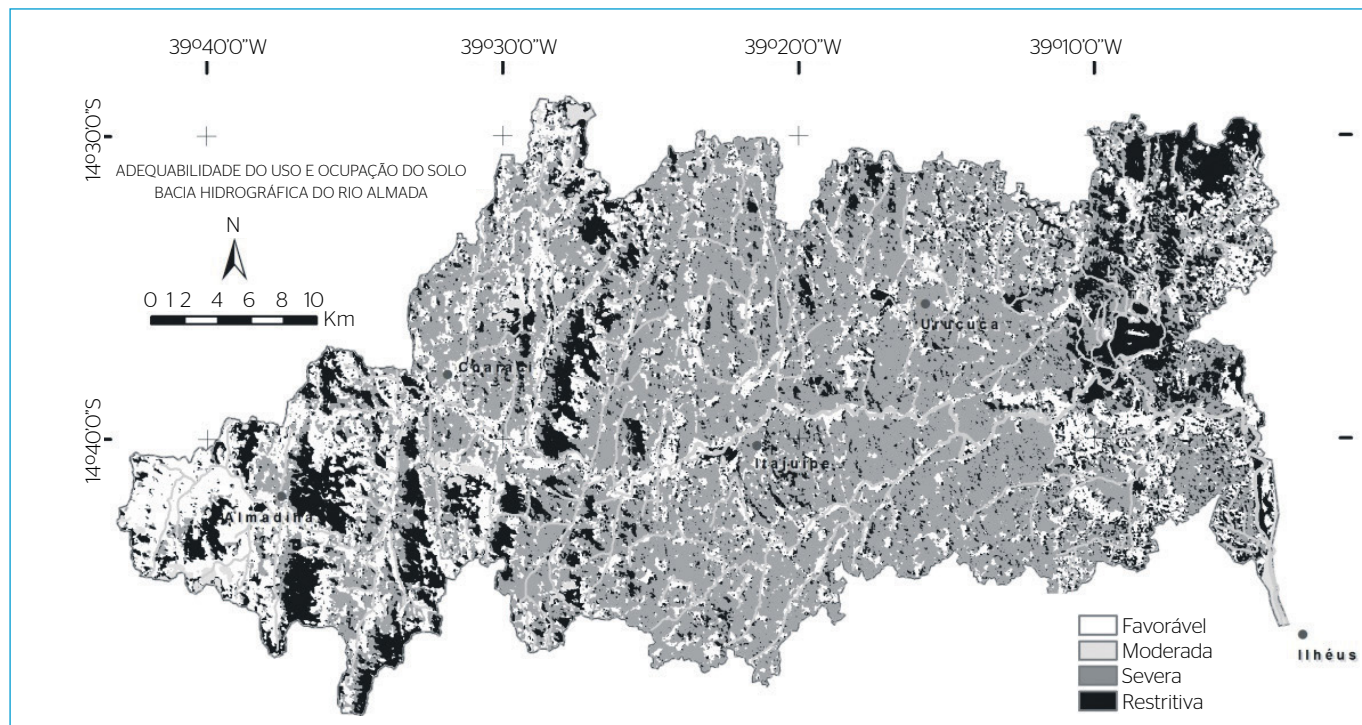 39º40'0"W 39º30'0"W 39º20'0"W 39º10'0"W
14º30'0"S
14º40'0"S
ADEQUABILIDADE DO USO E OCUPAÇÃO DO SOLO
BACIA HIDROGRÁFICA DO RIO ALMADA
N
0 1 2 4 6 8 10
Km
Uruçuca
Coaraci
Itajuípe
Almadina
Ilhéus
Favorável
Moderada
Severa
Restritiva